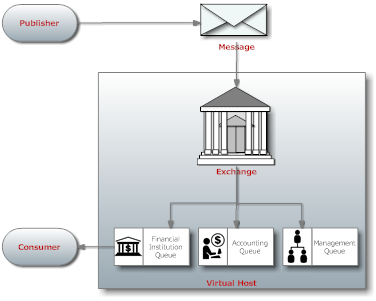 Publisher
Message
Exchange
Financial
Institution
Queue
Accounting
Queue
Management
Queue
Consumer
Virtual Host